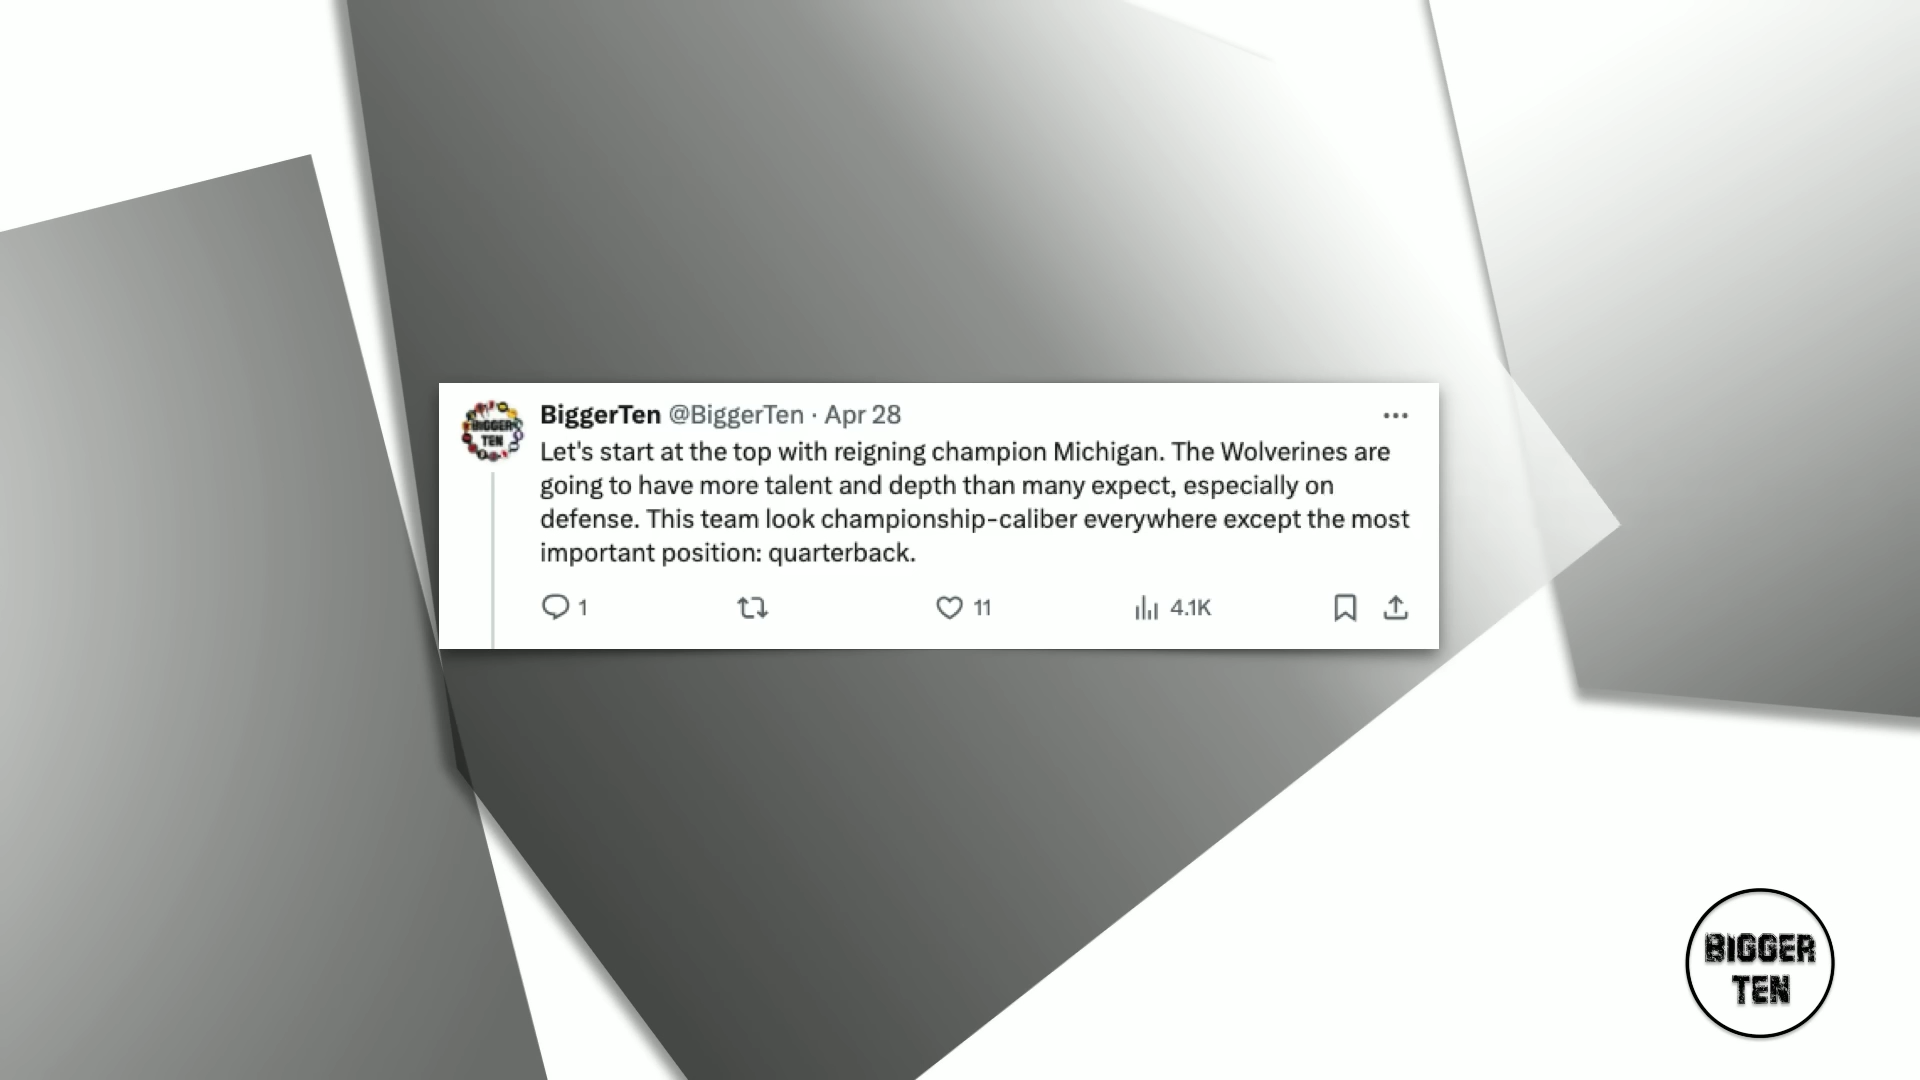 BiggerTen @BiggerTen · Apr 28
Let's start at the top with reigning champion Michigan. The Wolverines are
going to have more talent and depth than many expect, especially on
defense. This team look championship-caliber everywhere except the most
important position: quarterback.
1 11 4.1K
BIGGER
TEN
BIGGER
TEN